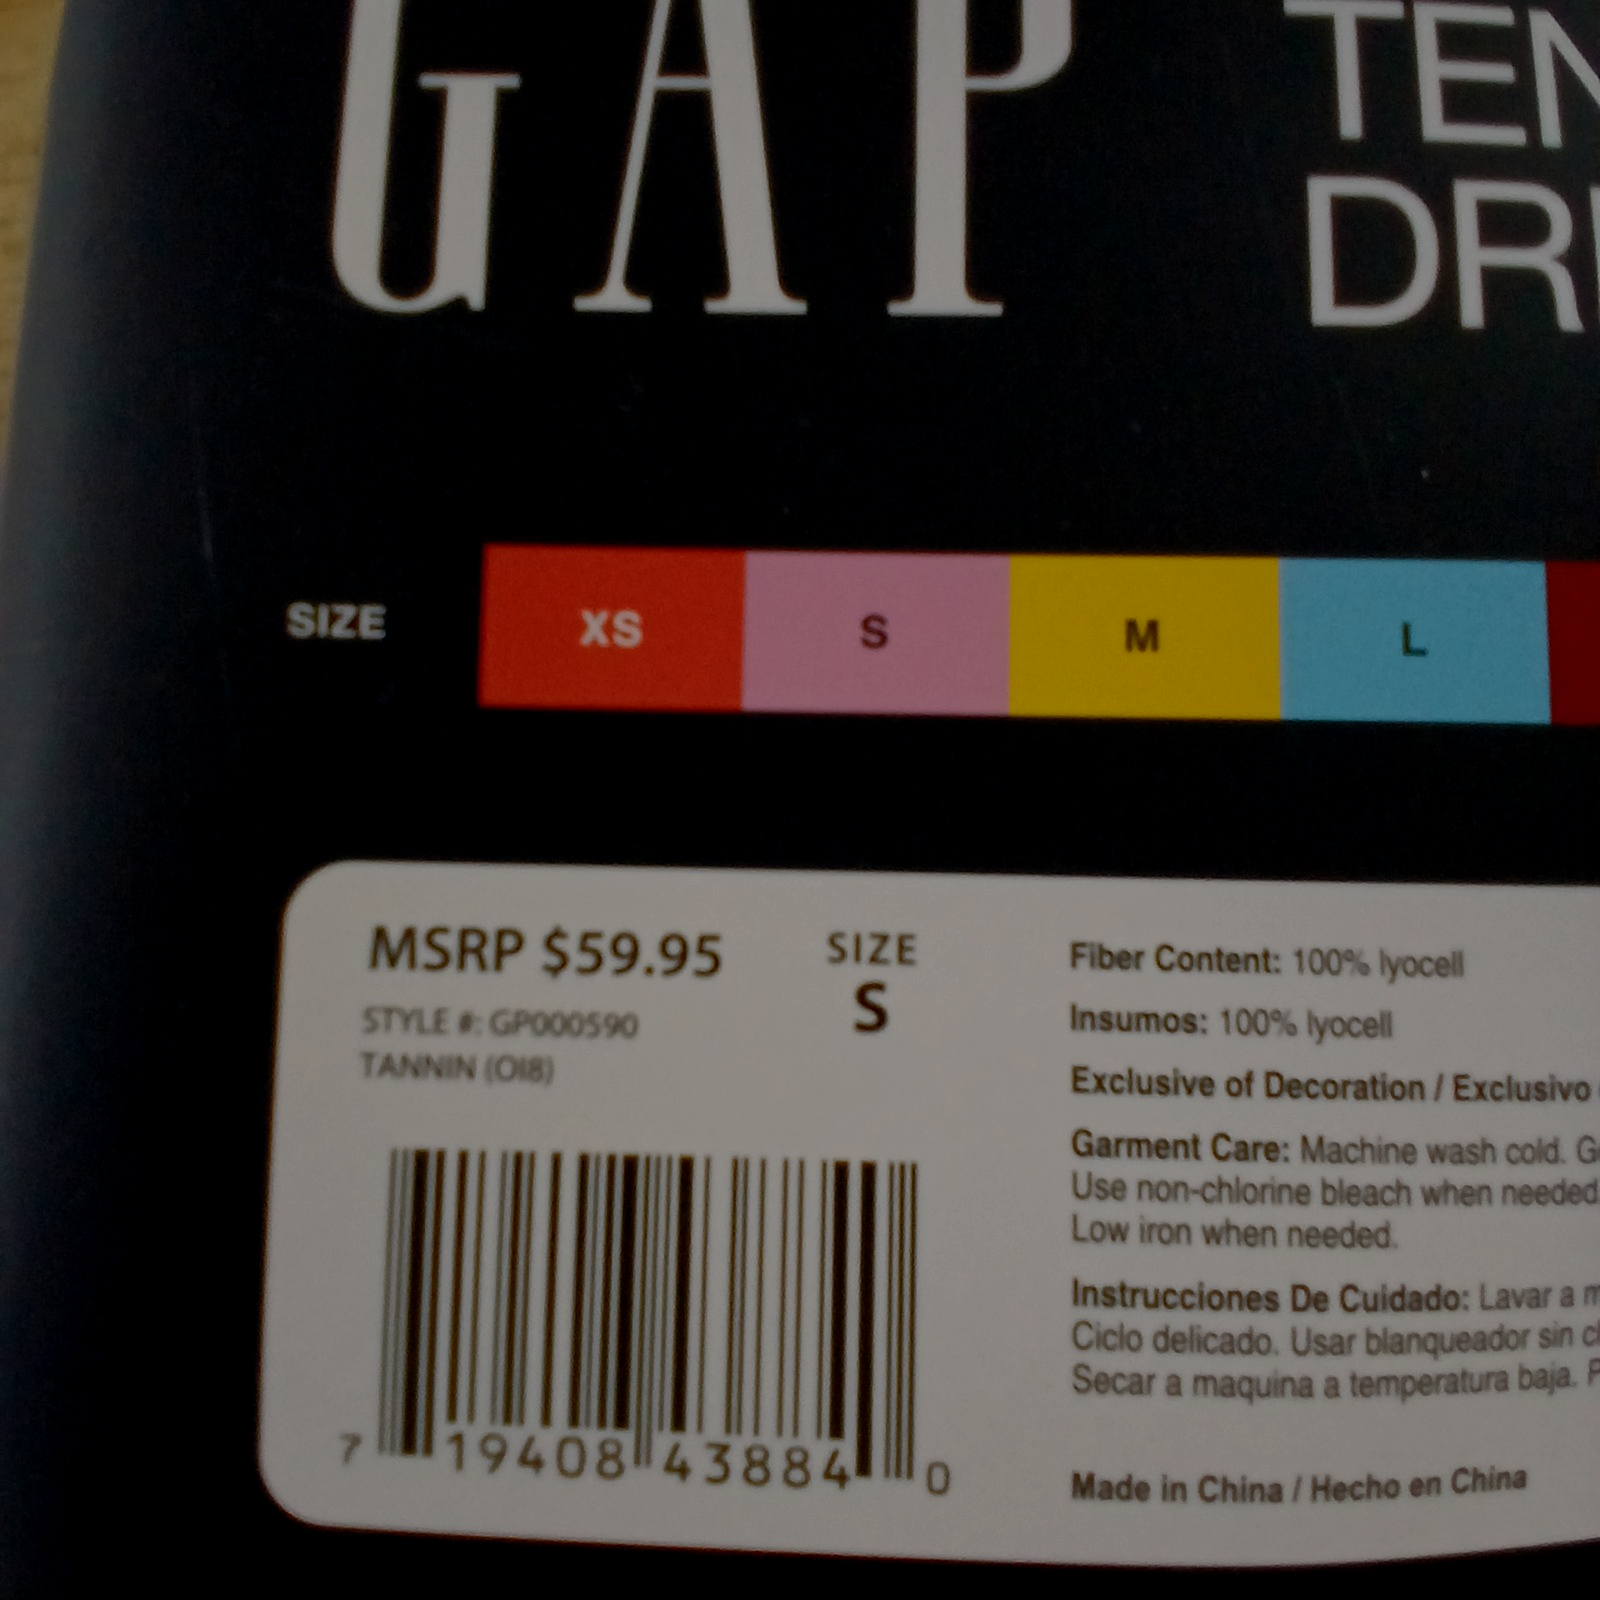 GAP
TEN
DRE
SIZE XS S M L
MSRP $59.95
SIZE
S
STYLE #: GP000590
TANNIN (OI8)
7 19408 43884 0
Fiber Content: 100% lyocell
Insumos: 100% lyocell
Exclusive of Decoration / Exclusivo
Garment Care: Machine wash cold.
Use non-chlorine bleach when needed.
Low iron when needed.
Instrucciones De Cuidado: Lavar a
Ciclo delicado. Usar blanqueador sin
Secar a maquina a temperatura baja.
Made in China / Hecho en China